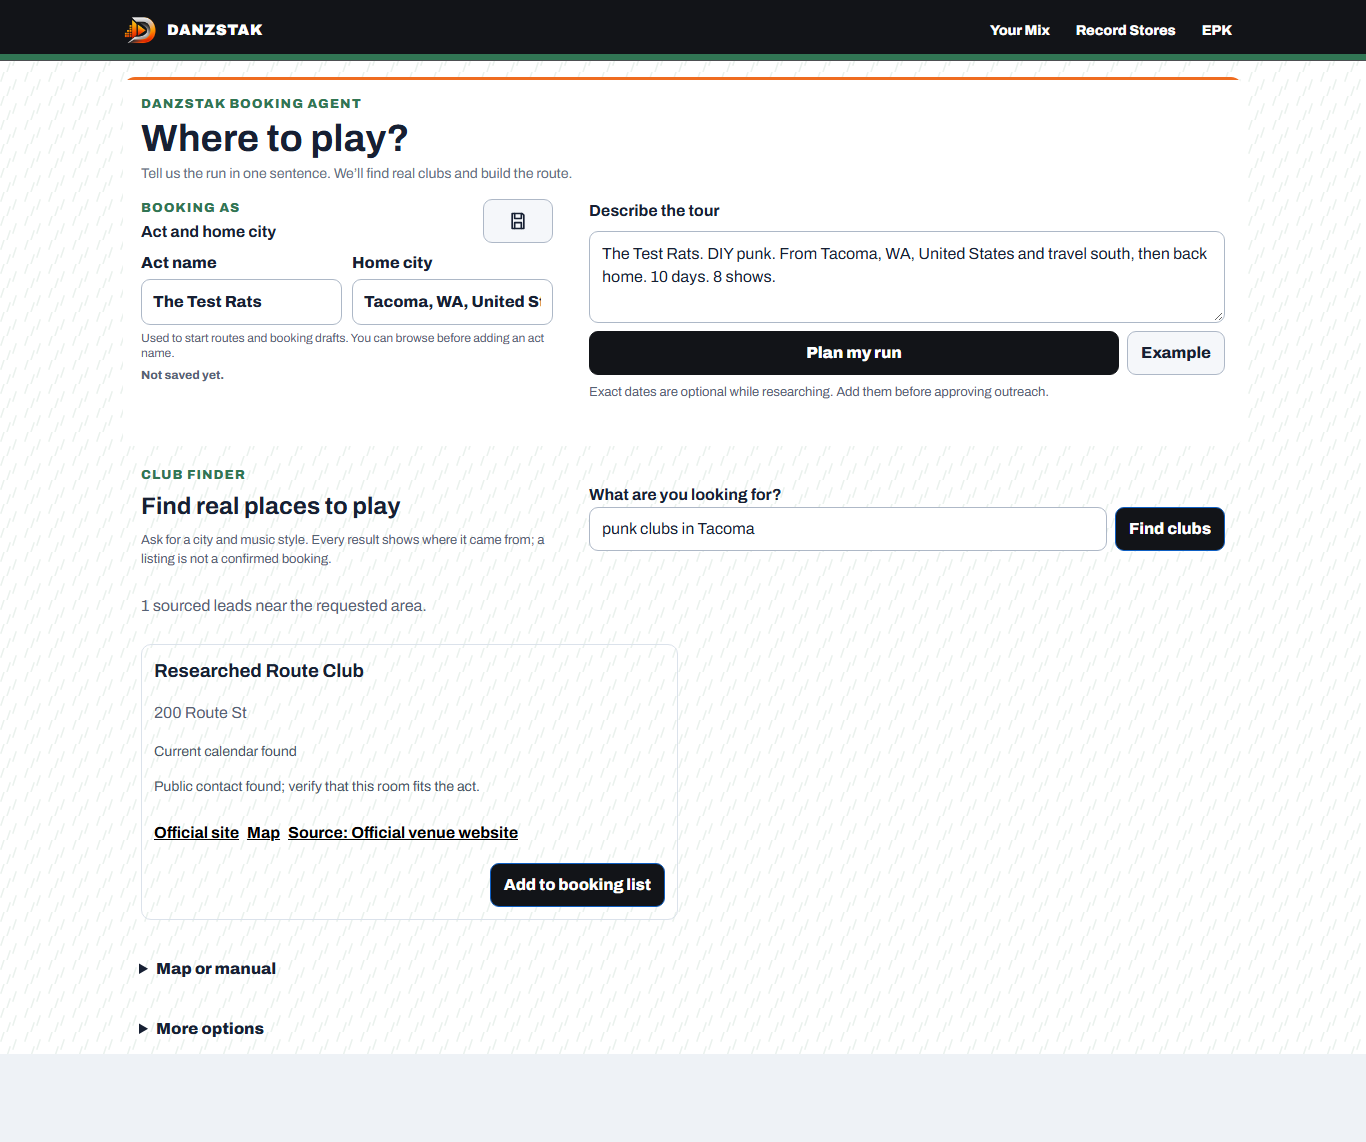 DANZSTAK
Your Mix
Record Stores
EPK
DANZSTAK BOOKING AGENT
Where to play?
Tell us the run in one sentence. We'll find real clubs and build the route.
BOOKING AS
Act and home city
Act name
Home city
The Test Rats
Tacoma, WA, United St
Used to start routes and booking drafts. You can browse before adding an act
name.
Not saved yet.
Describe the tour
The Test Rats. DIY punk. From Tacoma, WA, United States and travel south, then back
home. 10 days. 8 shows.
Plan my run
Example
Exact dates are optional while researching. Add them before approving outreach.
CLUB FINDER
Find real places to play
Ask for a city and music style. Every result shows where it came from; a
listing is not a confirmed booking.
What are you looking for?
punk clubs in Tacoma
Find clubs
1 sourced leads near the requested area.
Researched Route Club
200 Route St
Current calendar found
Public contact found; verify that this room fits the act.
Official site Map Source: Official venue website
Add to booking list
Map or manual
More options